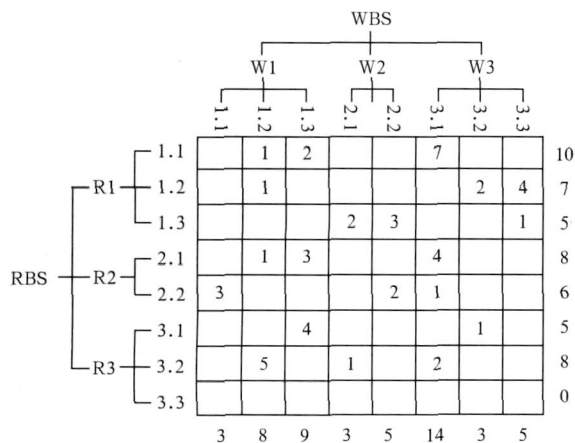 WBS
W1 W2 W3
1.1 1.2 1.3 2.1 2.2 3.1 3.2 3.3
1.1 1 2 7 10
R1 1.2 1 2 4 7
1.3 2 3 1 5
2.1 1 3 4 8
RBS R2 2.2 3 2 1 6
3.1 4 1 5
R3 3.2 5 1 2 8
3.3 0
3 8 9 3 5 14 3 5